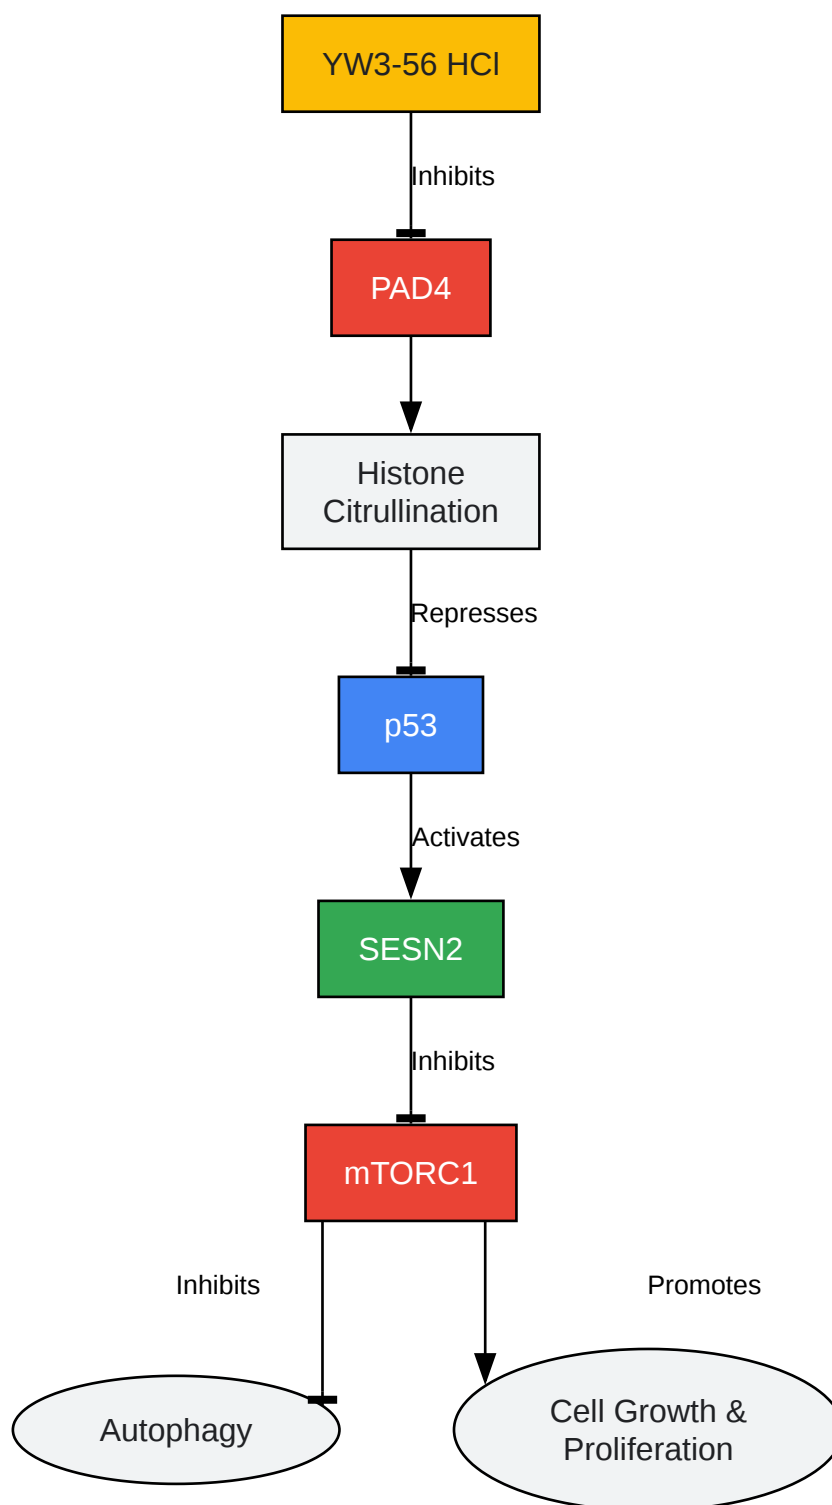 YW3-56 HCl
Inhibits
PAD4
Histone
Citrullination
Represses
p53
Activates
SESN2
Inhibits
mTORC1
Inhibits
Promotes
Autophagy
Cell Growth &
Proliferation